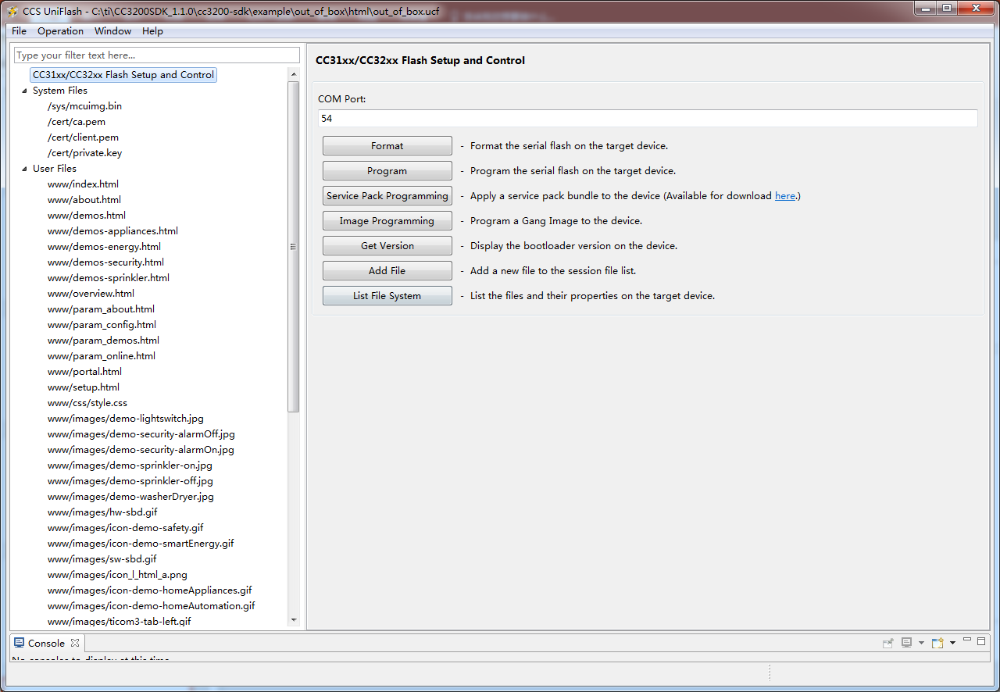 CCS UniFlash - C:\ti\CC3200SDK_1.1.0\cc3200-sdk\example\out_of_box\html\out_of_box.ucf
File Operation Window Help
Type your filter text here...
CC31xx/CC32xx Flash Setup and Control
System Files
/sys/mcuimg.bin
/cert/ca.pem
/cert/client.pem
/cert/private.key
User Files
www/index.html
www/about.html
www/demos.html
www/demos-appliances.html
www/demos-energy.html
www/demos-security.html
www/demos-sprinkler.html
www/overview.html
www/param_about.html
www/param_config.html
www/param_demos.html
www/param_online.html
www/portal.html
www/setup.html
www/css/style.css
www/images/demo-lightswitch.jpg
www/images/demo-security-alarmOff.jpg
www/images/demo-security-alarmOn.jpg
www/images/demo-sprinkler-on.jpg
www/images/demo-sprinkler-off.jpg
www/images/demo-washerDryer.jpg
www/images/hw-sbd.gif
www/images/icon-demo-safety.gif
www/images/icon-demo-smartEnergy.gif
www/images/sw-sbd.gif
www/images/icon_l_html_a.png
www/images/icon-demo-homeAppliances.gif
www/images/icon-demo-homeAutomation.gif
www/images/ticom3-tab-left.gif
CC31xx/CC32xx Flash Setup and Control
COM Port:
54
Format - Format the serial flash on the target device.
Program - Program the serial flash on the target device.
Service Pack Programming - Apply a service pack bundle to the device (Available for download here.)
Image Programming - Program a Gang Image to the device.
Get Version - Display the bootloader version on the device.
Add File - Add a new file to the session file list.
List File System - List the files and their properties on the target device.
Console
No consoles to display at this time.